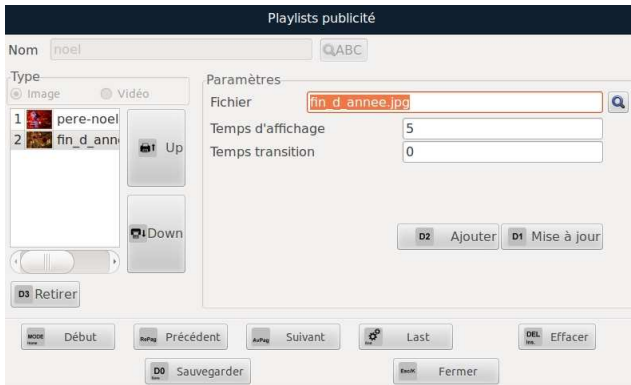 Playlists publicité
Nom noel ABC
Type
Image Vidéo
Paramètres
Fichier fin_d_annee.jpg
1 pere-noel
2 fin_d_ann
Up
Temps d'affichage 5
Temps transition 0
Down
D2 Ajouter D1 Mise à jour
D3 Retirer
MODE Début RePag Précédent AvPag Suivant Last DEL Ins. Effacer
D0 Sauvegarder Fermer